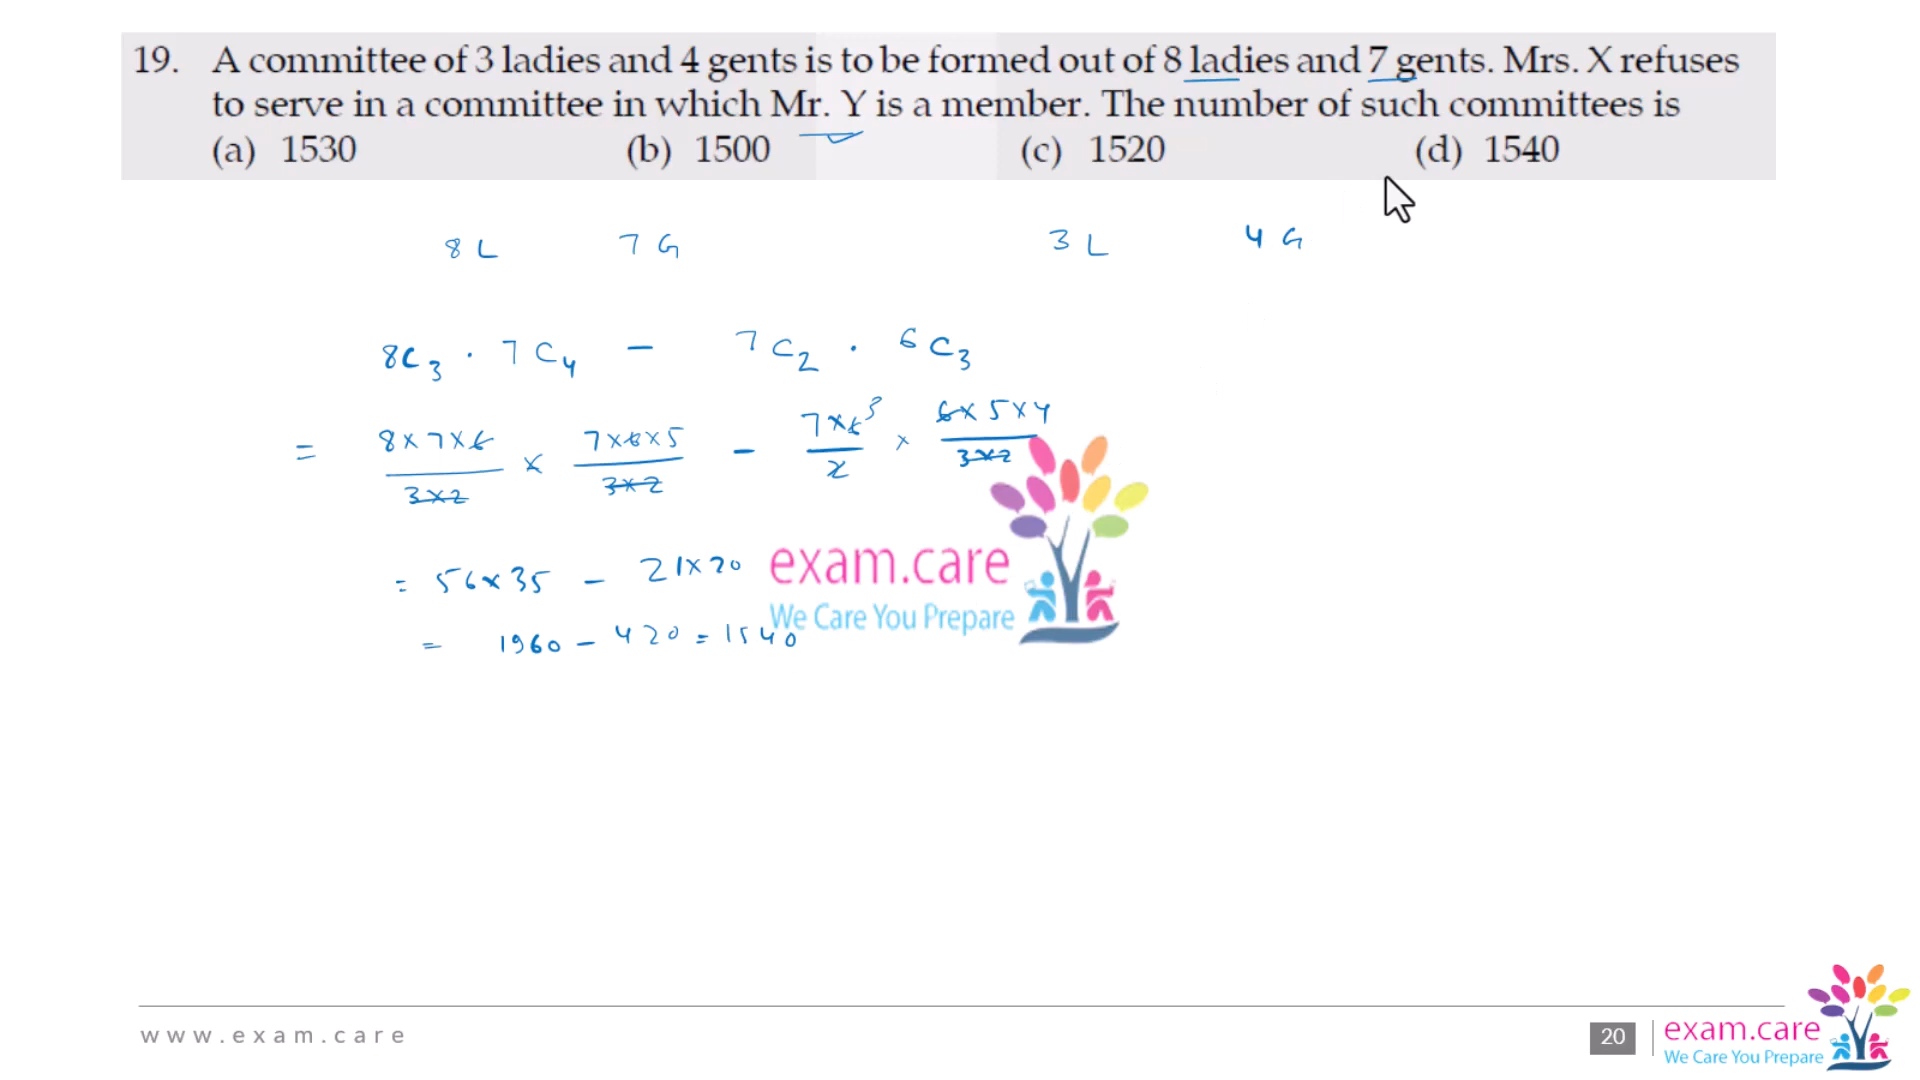 19. A committee of 3 ladies and 4 gents is to be formed out of 8 ladies and 7 gents. Mrs. X refuses
to serve in a committee in which Mr. Y is a member. The number of such committees is
(a) 1530 (b) 1500 (c) 1520 (d) 1540
8 L 7 G 3 L 4 G
8C3 . 7C4 - 7C2 . 6C3
= 8×7×6/3×2 × 7×6×5/3×2 - 7×6 3/2 × 6×5×4/3×2
= 56×35 - 21×20
= 1960 - 420 = 1540
exam.care
We Care You Prepare
www.exam.care
20
exam.care
We Care You Prepare